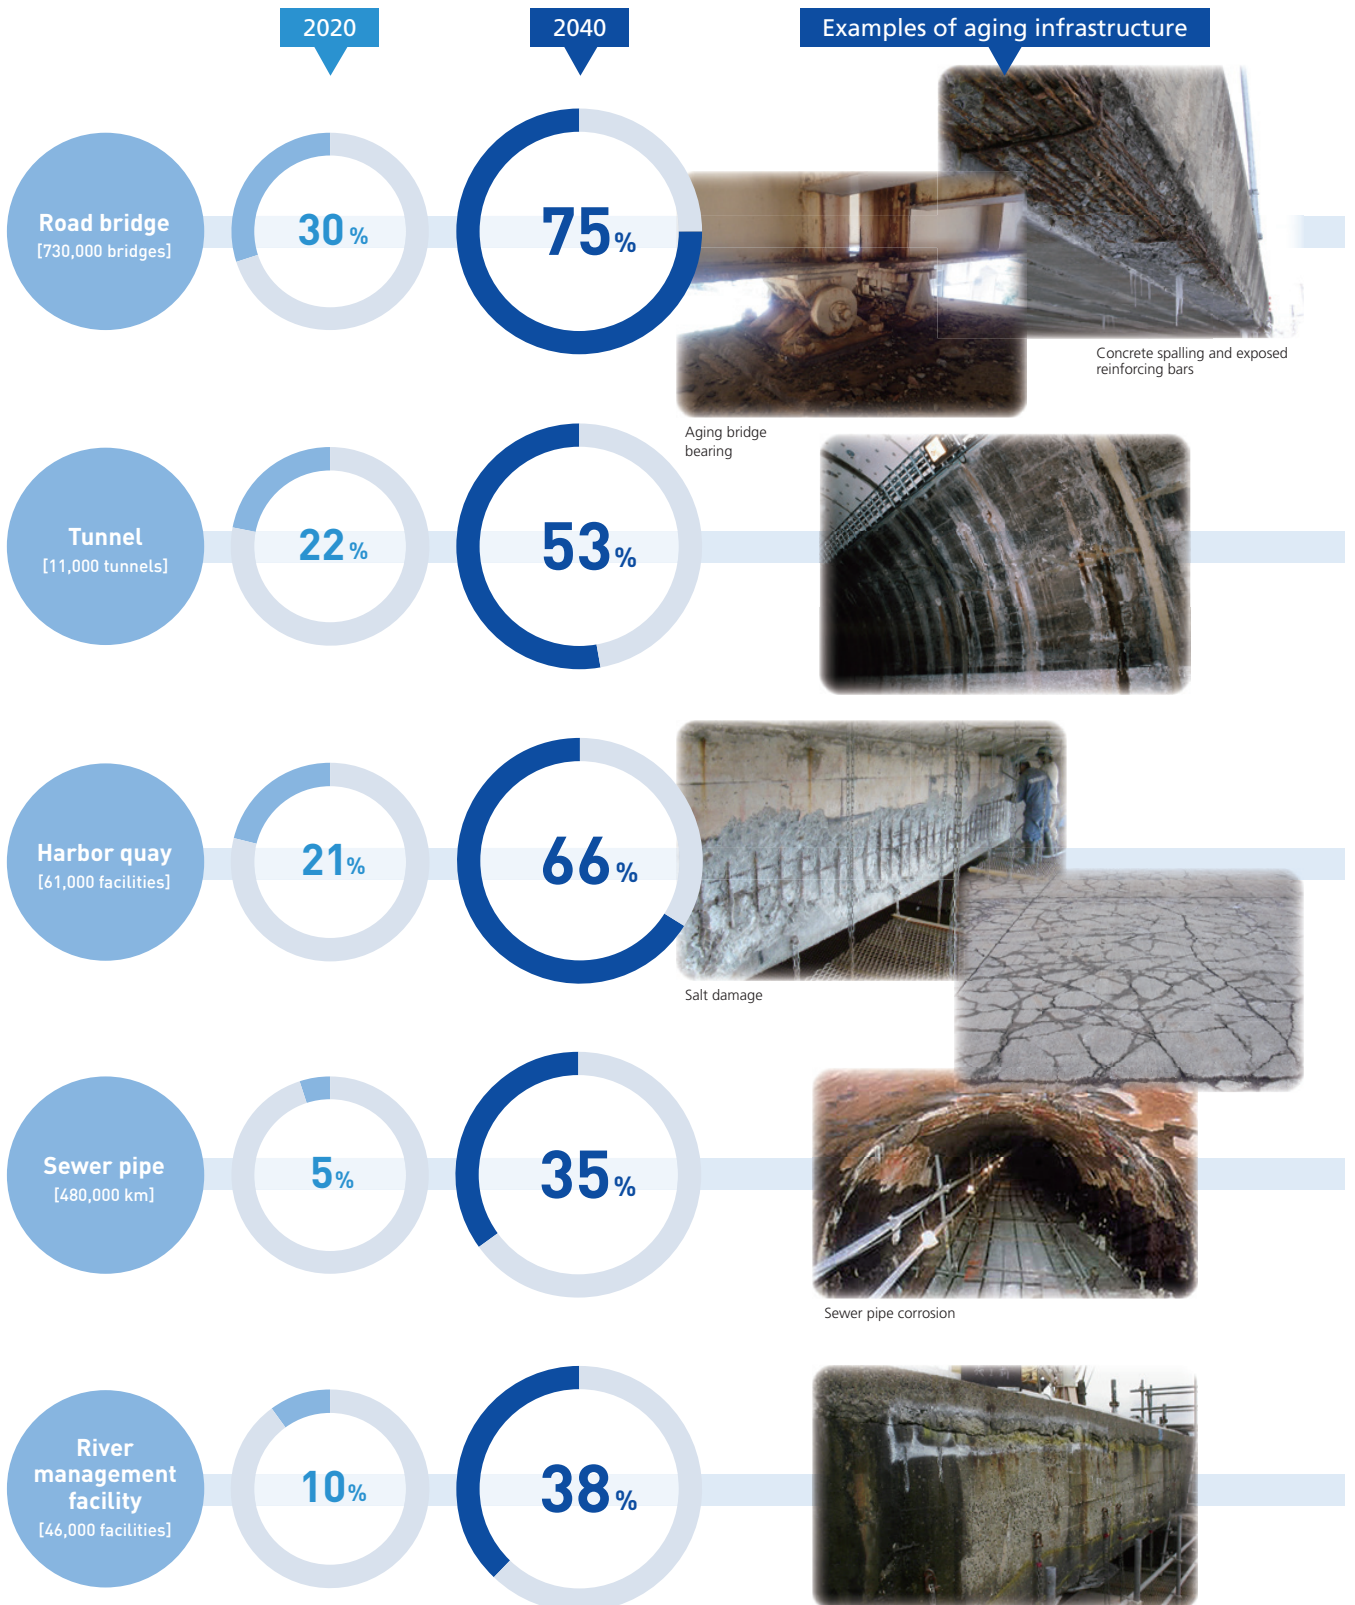 2020
2040
Examples of aging infrastructure
Road bridge
[730,000 bridges]
30%
75%
Concrete spalling and exposed
reinforcing bars
Aging bridge
bearing
Tunnel
[11,000 tunnels]
22%
53%
Harbor quay
[61,000 facilities]
21%
66%
Salt damage
Sewer pipe
[480,000 km]
5%
35%
Sewer pipe corrosion
River
management
facility
[46,000 facilities]
10%
38%